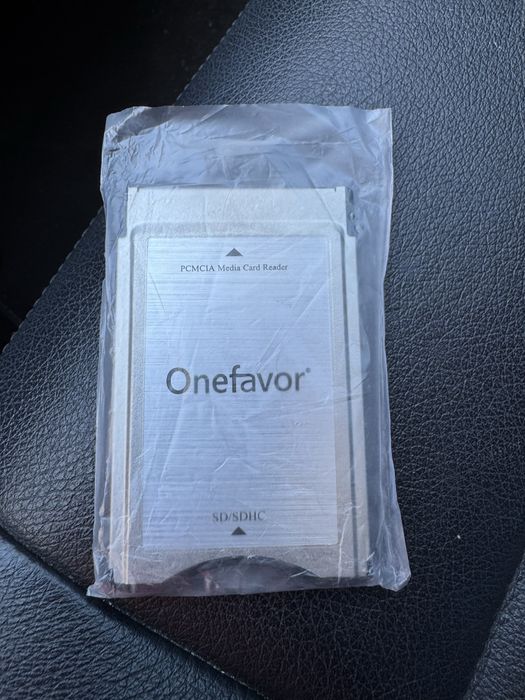 PCMCIA Media Card Reader
Onefavor®
SD/SDHC